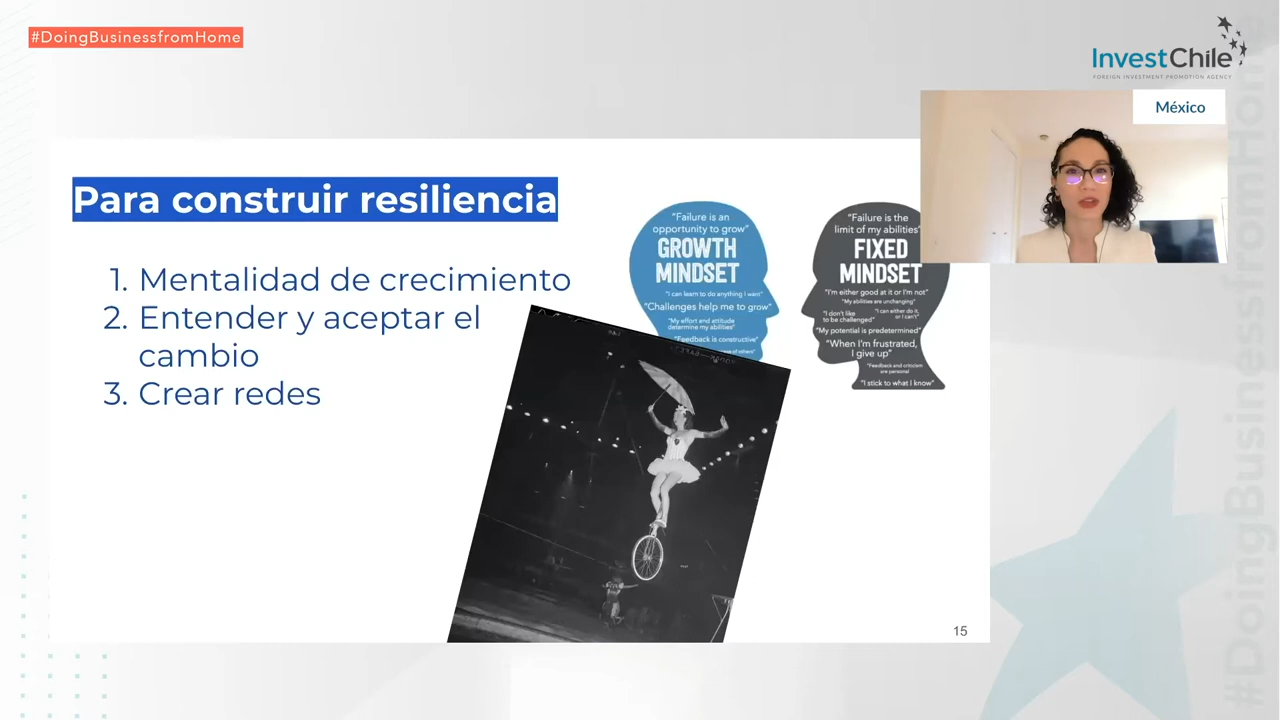 #DoingBusinessfromHome
InvestChile
FOREIGN INVESTMENT PROMOTION AGENCY
México
Para construir resiliencia
1. Mentalidad de crecimiento
2. Entender y aceptar el
cambio
3. Crear redes
"Failure is an
opportunity to grow"
GROWTH
MINDSET
"I can learn to do anything I want"
"Challenges help me to grow"
"My effort and attitude
determine my abilities"
"Feedback is constructive"
"Failure is the
limit of my abilities"
FIXED
MINDSET
"I'm either good at it or I'm not"
"My abilities are unchanging"
"I don't like
to be challenged"
"I can either do it,
or I can't"
"My potential is predetermined"
"When I'm frustrated,
I give up"
"Feedback and criticism
are personal"
"I stick to what I know"
15
#DoingBusinessfromHome